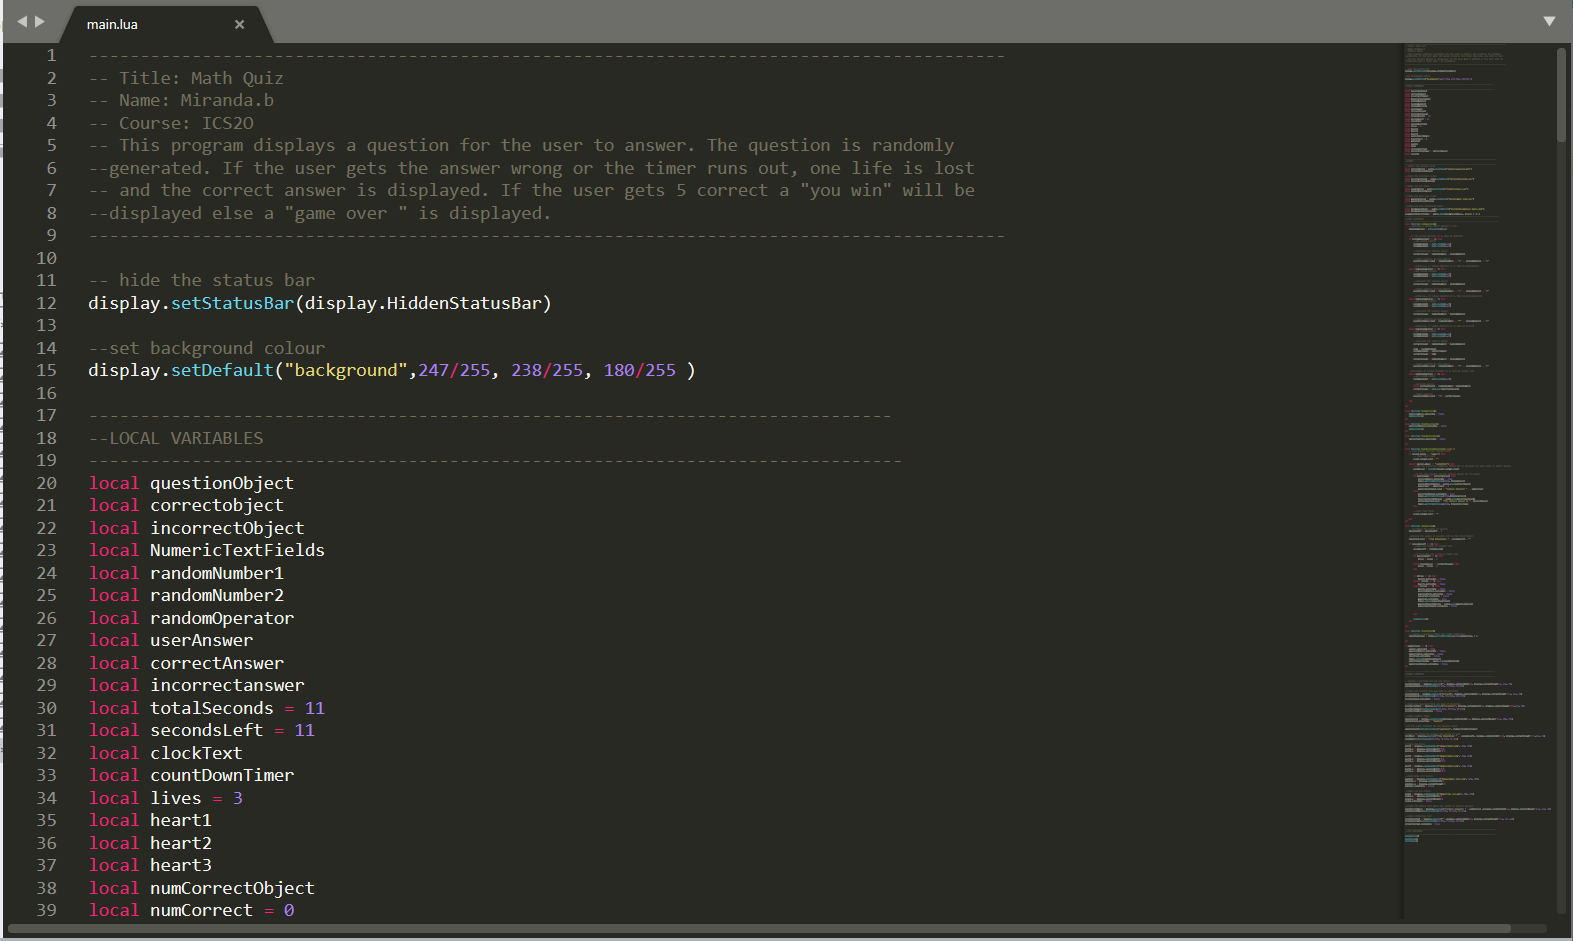 main.lua
1 -----------------------------------------------------------------------------------------
2 -- Title: Math Quiz
3 -- Name: Miranda.b
4 -- Course: ICS2O
5 -- This program displays a question for the user to answer. The question is randomly
6 --generated. If the user gets the answer wrong or the timer runs out, one life is lost
7 -- and the correct answer is displayed. If the user gets 5 correct a "you win" will be
8 --displayed else a "game over " is displayed.
9 -----------------------------------------------------------------------------------------
10
11 -- hide the status bar
12 display.setStatusBar(display.HiddenStatusBar)
13
14 --set background colour
15 display.setDefault("background",247/255, 238/255, 180/255 )
16
17 ------------------------------------------------------------------------------
18 --LOCAL VARIABLES
19 -------------------------------------------------------------------------------
20 local questionObject
21 local correctobject
22 local incorrectObject
23 local NumericTextFields
24 local randomNumber1
25 local randomNumber2
26 local randomOperator
27 local userAnswer
28 local correctAnswer
29 local incorrectanswer
30 local totalSeconds = 11
31 local secondsLeft = 11
32 local clockText
33 local countDownTimer
34 local lives = 3
35 local heart1
36 local heart2
37 local heart3
38 local numCorrectObject
39 local numCorrect = 0